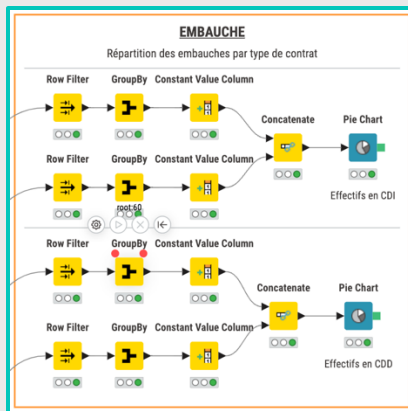 EMBAUCHE
Répartition des embauches par type de contrat
Row Filter GroupBy Constant Value Column
Concatenate Pie Chart
Row Filter GroupBy Constant Value Column
Effectifs en CDI
root:60
Row Filter GroupBy Constant Value Column
Concatenate Pie Chart
Row Filter GroupBy Constant Value Column
Effectifs en CDD